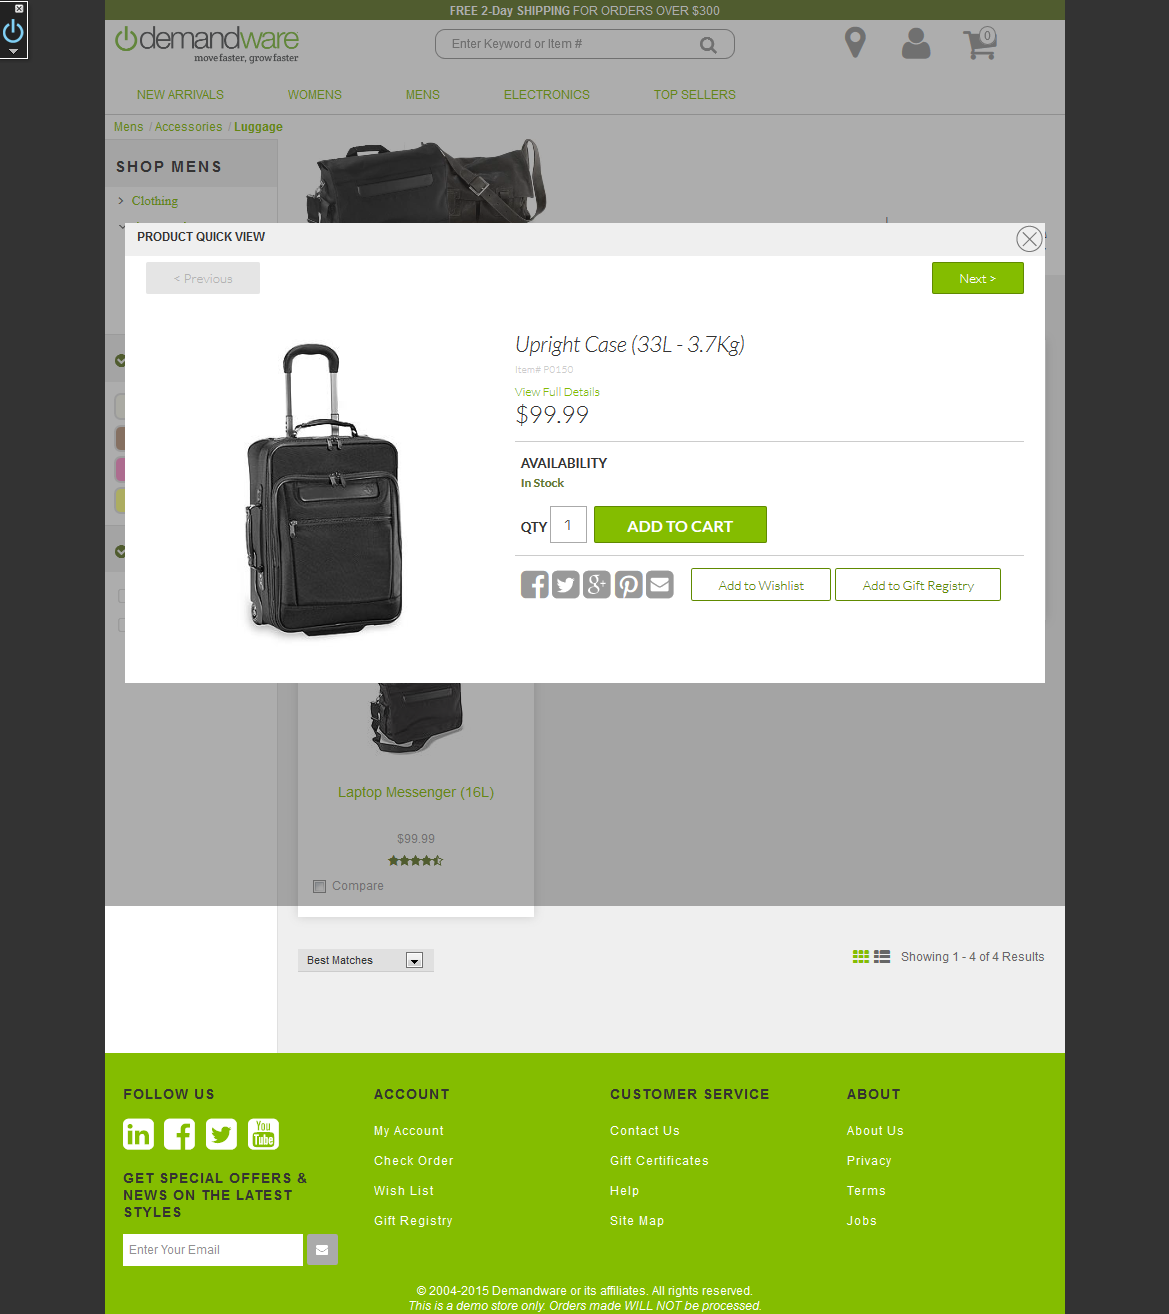 FREE 2-Day SHIPPING FOR ORDERS OVER $300
demandware
move faster, grow faster
Enter Keyword or Item #
0
NEW ARRIVALS
WOMENS
MENS
ELECTRONICS
TOP SELLERS
Mens / Accessories / Luggage
SHOP MENS
Clothing
PRODUCT QUICK VIEW
< Previous
Next >
Upright Case (33L - 3.7Kg)
Item# P0150
View Full Details
$99.99
AVAILABILITY
In Stock
QTY 1 ADD TO CART
Add to Wishlist
Add to Gift Registry
Laptop Messenger (16L)
$99.99
Compare
Best Matches
Showing 1 - 4 of 4 Results
FOLLOW US
in
You Tube
GET SPECIAL OFFERS &
NEWS ON THE LATEST
STYLES
Enter Your Email
ACCOUNT
My Account
Check Order
Wish List
Gift Registry
CUSTOMER SERVICE
Contact Us
Gift Certificates
Help
Site Map
ABOUT
About Us
Privacy
Terms
Jobs
© 2004-2015 Demandware or its affiliates. All rights reserved.
This is a demo store only. Orders made WILL NOT be processed.